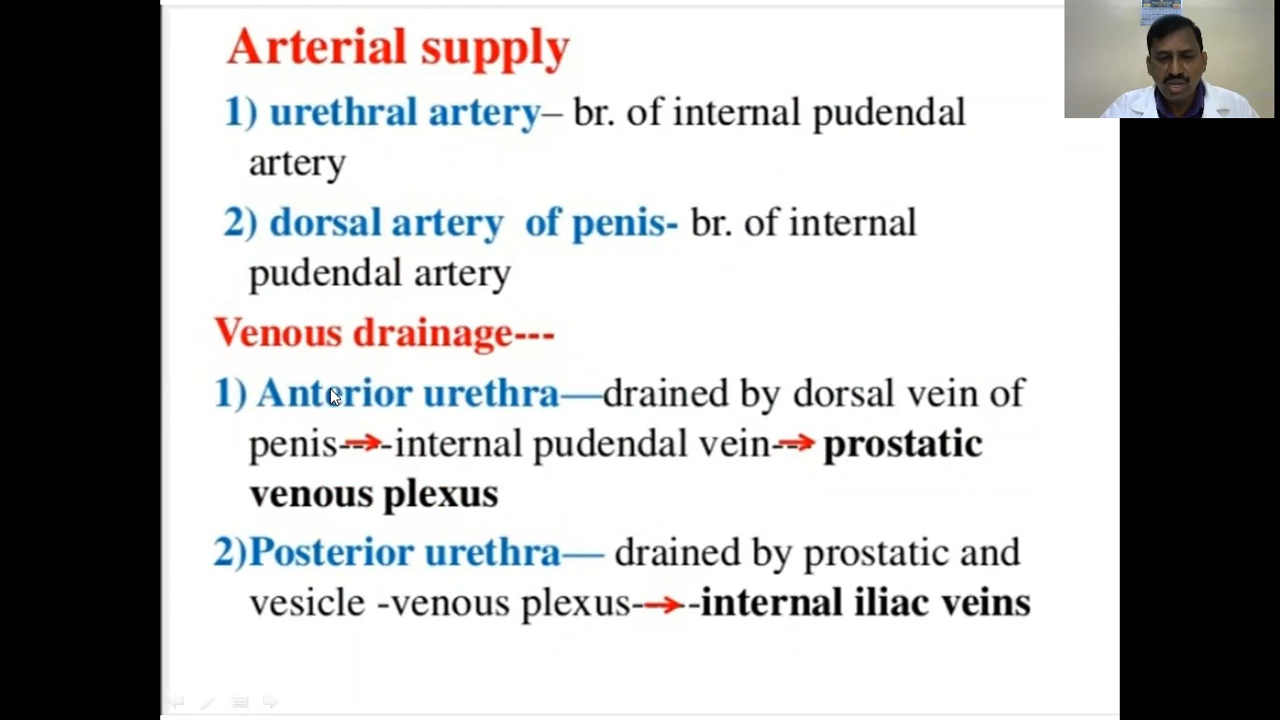 Arterial supply
1) urethral artery– br. of internal pudendal
artery
2) dorsal artery of penis- br. of internal
pudendal artery
Venous drainage---
1) Anterior urethra—drained by dorsal vein of
penis-→-internal pudendal vein-→ prostatic
venous plexus
2)Posterior urethra— drained by prostatic and
vesicle -venous plexus-→-internal iliac veins